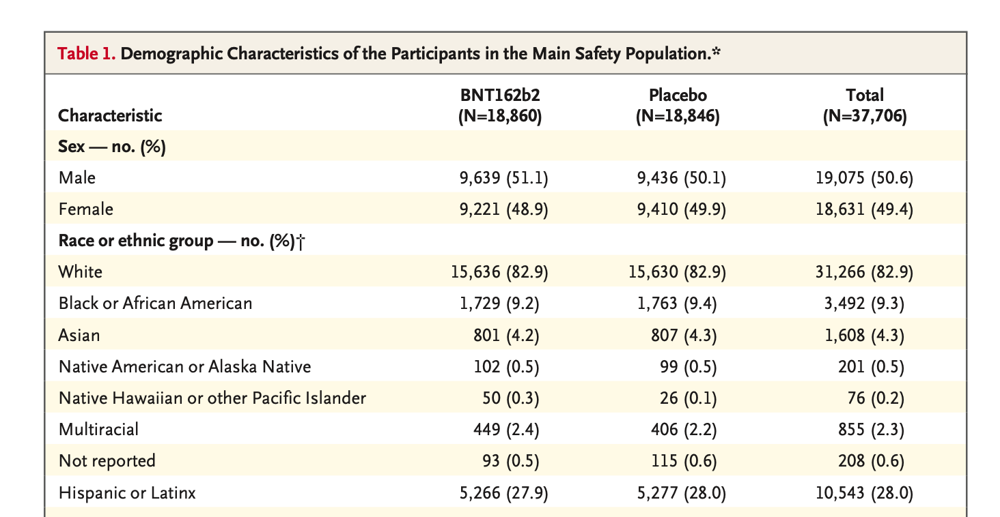 Table 1. Demographic Characteristics of the Participants in the Main Safety Population.*
Characteristic BNT162b2 (N=18,860) Placebo (N=18,846) Total (N=37,706)
Sex — no. (%)
Male 9,639 (51.1) 9,436 (50.1) 19,075 (50.6)
Female 9,221 (48.9) 9,410 (49.9) 18,631 (49.4)
Race or ethnic group — no. (%)†
White 15,636 (82.9) 15,630 (82.9) 31,266 (82.9)
Black or African American 1,729 (9.2) 1,763 (9.4) 3,492 (9.3)
Asian 801 (4.2) 807 (4.3) 1,608 (4.3)
Native American or Alaska Native 102 (0.5) 99 (0.5) 201 (0.5)
Native Hawaiian or other Pacific Islander 50 (0.3) 26 (0.1) 76 (0.2)
Multiracial 449 (2.4) 406 (2.2) 855 (2.3)
Not reported 93 (0.5) 115 (0.6) 208 (0.6)
Hispanic or Latinx 5,266 (27.9) 5,277 (28.0) 10,543 (28.0)